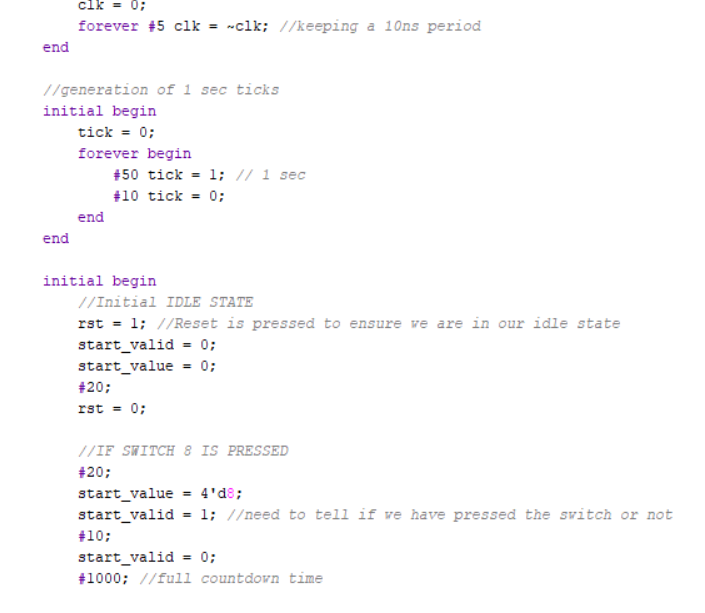 clk = 0;
forever #5 clk = ~clk; //keeping a 10ns period
end
//generation of 1 sec ticks
initial begin
tick = 0;
forever begin
#50 tick = 1; // 1 sec
#10 tick = 0;
end
end
initial begin
//Initial IDLE STATE
rst = 1; //Reset is pressed to ensure we are in our idle state
start_valid = 0;
start_value = 0;
#20;
rst = 0;
//IF SWITCH 8 IS PRESSED
#20;
start_value = 4'd8;
start_valid = 1; //need to tell if we have pressed the switch or not
#10;
start_valid = 0;
#1000; //full countdown time